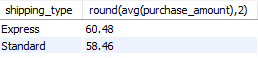 shipping_type round(avg(purchase_amount),2)
Express 60.48
Standard 58.46